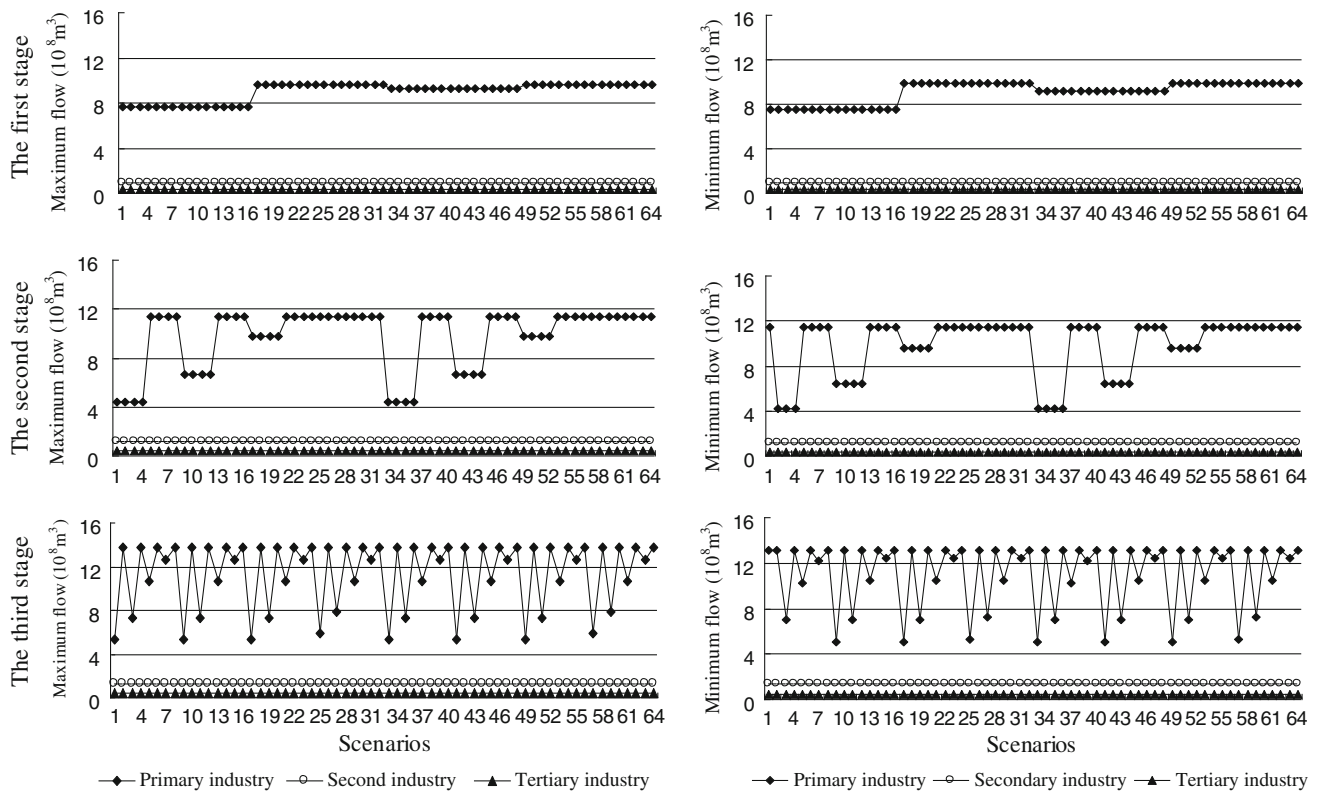 The first stage
Maximum flow (10⁸m³)
16
12
8
4
0
1 4 7 10 13 16 19 22 25 28 31 34 37 40 43 46 49 52 55 58 61 64
Minimum flow (10⁸m³)
16
12
8
4
0
1 4 7 10 13 16 19 22 25 28 31 34 37 40 43 46 49 52 55 58 61 64
The second stage
Maximum flow (10⁸m³)
16
12
8
4
0
1 4 7 10 13 16 19 22 25 28 31 34 37 40 43 46 49 52 55 58 61 64
Minimum flow (10⁸m³)
16
12
8
4
0
1 4 7 10 13 16 19 22 25 28 31 34 37 40 43 46 49 52 55 58 61 64
The third stage
Maximum flow (10⁸m³)
16
12
8
4
0
1 4 7 10 13 16 19 22 25 28 31 34 37 40 43 46 49 52 55 58 61 64
Scenarios
Primary industry Second industry Tertiary industry
Minimum flow (10⁸m³)
16
12
8
4
0
1 4 7 10 13 16 19 22 25 28 31 34 37 40 43 46 49 52 55 58 61 64
Scenarios
Primary industry Secondary industry Tertiary industry